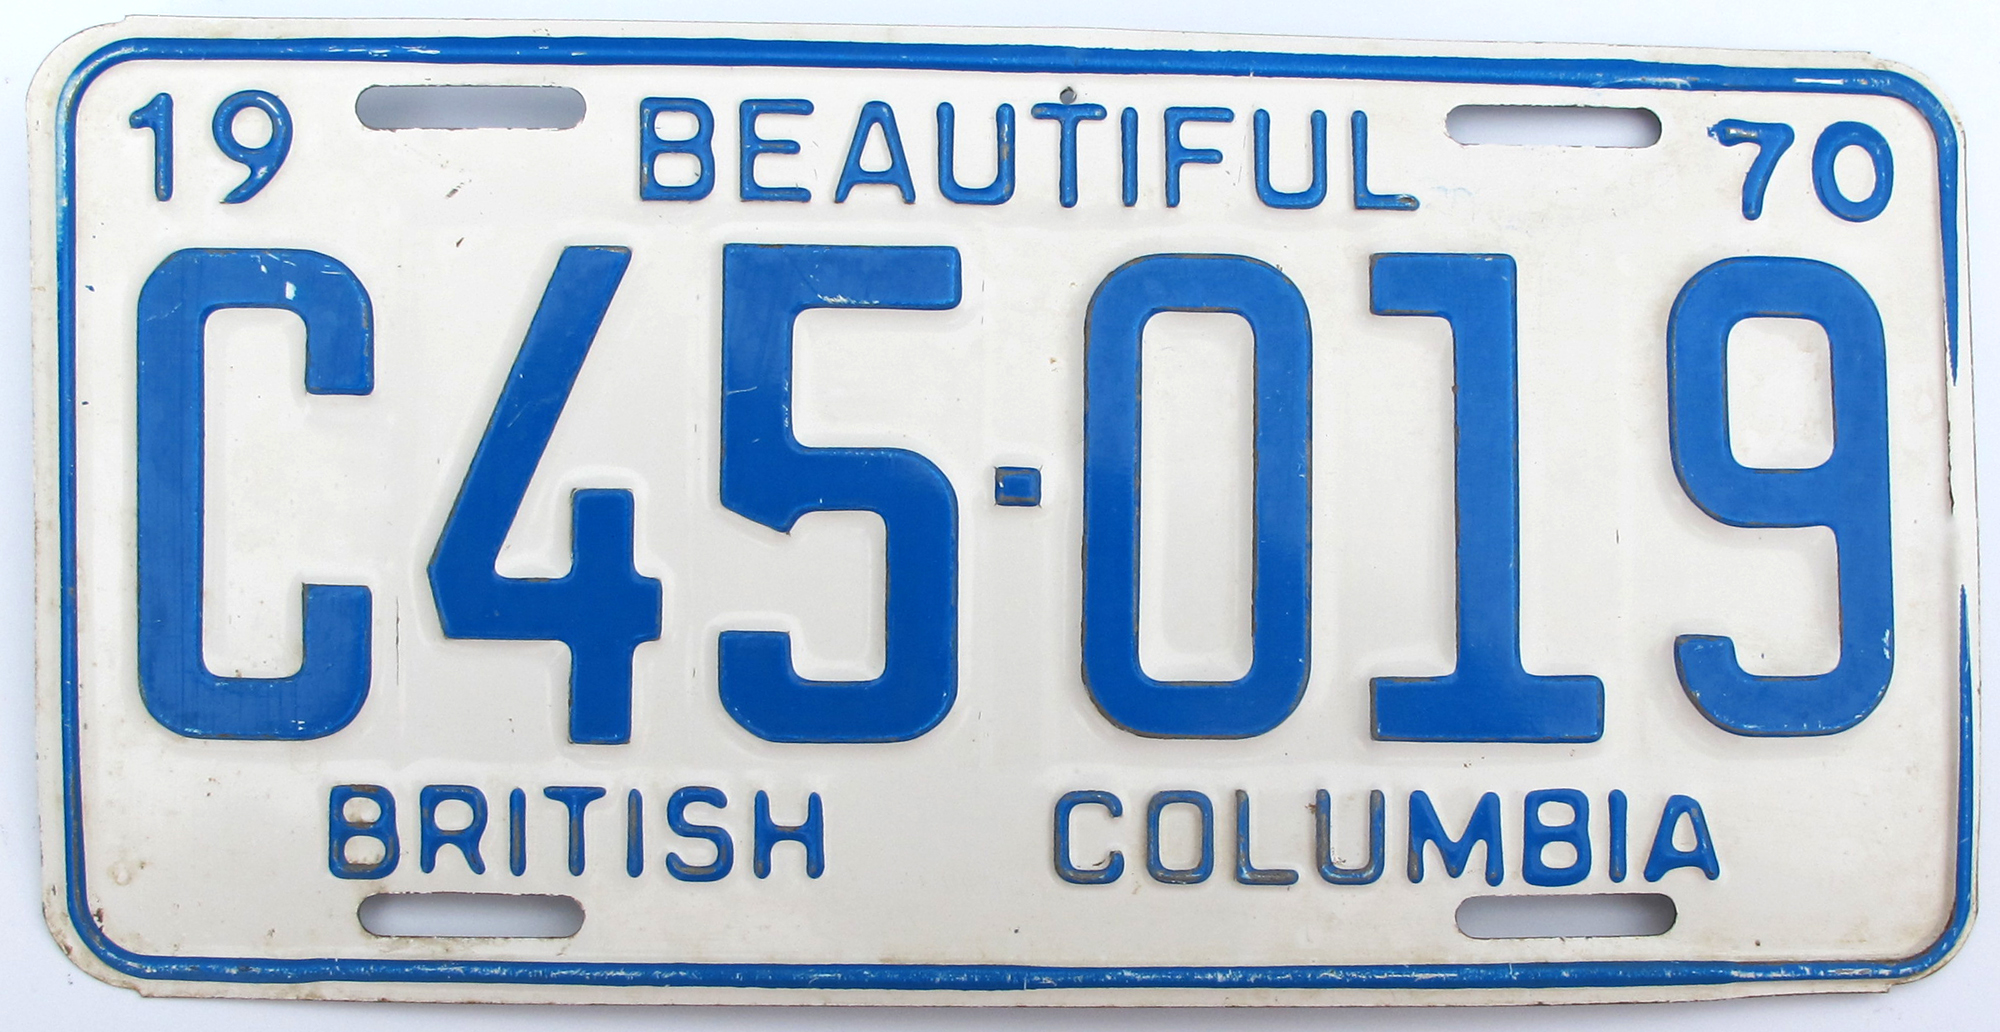 19 BEAUTIFUL 70
C45-019
BRITISH COLUMBIA